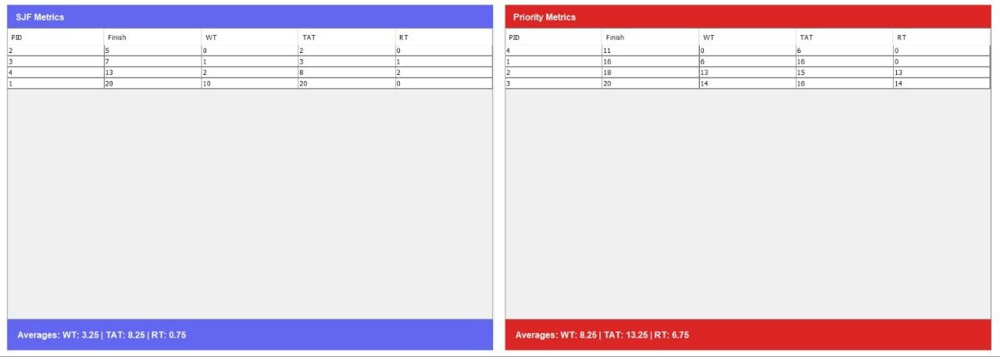 SJF Metrics
PID Finish WT TAT RT
2 5 0 2 0
3 7 1 3 1
4 13 2 8 2
1 20 10 20 0
Averages: WT: 3.25 | TAT: 8.25 | RT: 0.75
Priority Metrics
PID Finish WT TAT RT
4 11 0 6 0
1 16 6 16 0
2 18 13 15 13
3 20 14 16 14
Averages: WT: 8.25 | TAT: 13.25 | RT: 6.75